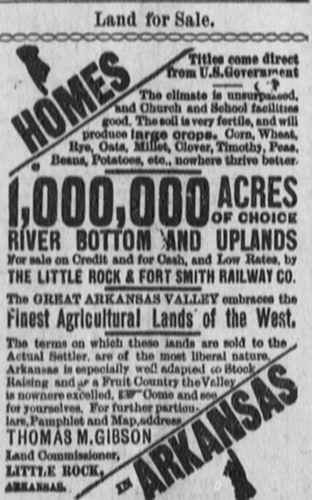 Land for Sale.
HOMES
Titles come direct
from U.S. Government
The climate is unsurpassed,
and Church and School facilities
good. The soil is very fertile, and will
produce large crops. Corn, Wheat,
Rye, Oats, Millet, Clover, Timothy, Peas,
Beans, Potatoes, etc., nowhere thrive better.
1,000,000 ACRES
OF CHOICE
RIVER BOTTOM AND UPLANDS
For sale on Credit and for Cash, and Low Rates, by
THE LITTLE ROCK & FORT SMITH RAILWAY CO.
The GREAT ARKANSAS VALLEY embraces the
Finest Agricultural Lands of the West.
The terms on which these lands are sold to the
Actual Settler, are of the most liberal nature.
Arkansas is especially well adapted to Stock
Raising and as a Fruit Country the Valley
is nowhere excelled. Come and see
for yourselves. For further particu-
lars, Pamphlet and Map, address
THOMAS M. GIBSON
Land Commissioner,
LITTLE ROCK,
ARKANSAS.
IN ARKANSAS